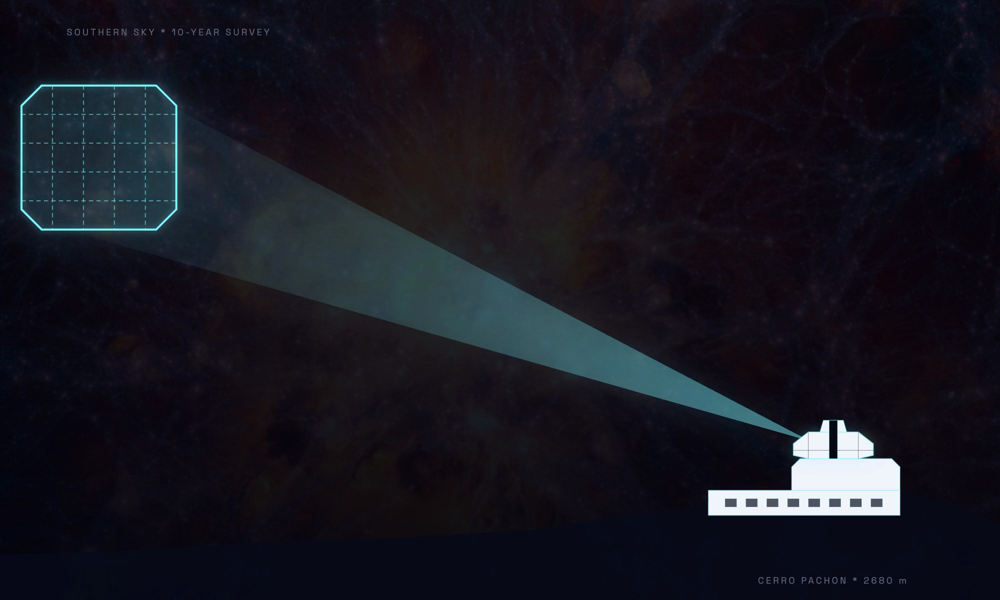 SOUTHERN SKY * 10-YEAR SURVEY
CERRO PACHON * 2680 m